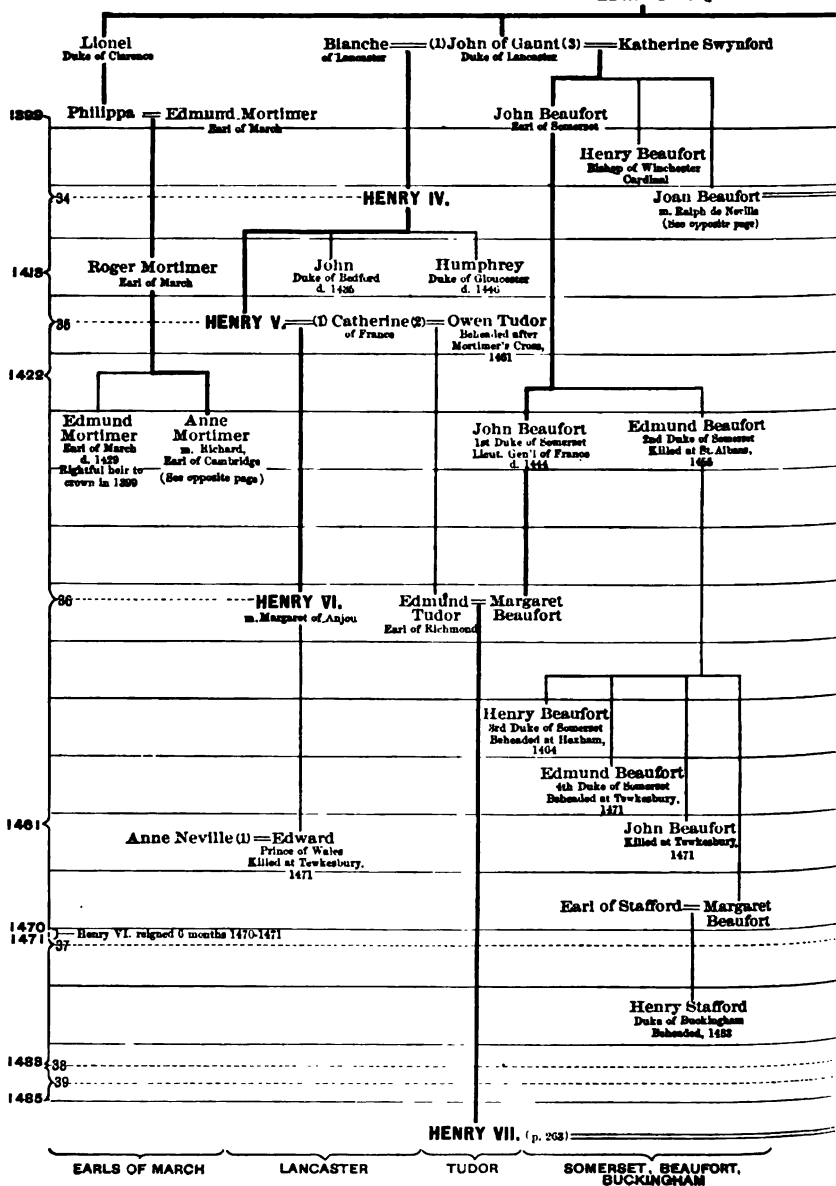 Lionel
Duke of Clarence
Blanche
of Lancaster
(1) John of Gaunt (3)
Duke of Lancaster
Katherine Swynford
1399
Philippa = Edmund Mortimer
Earl of March
John Beaufort
Earl of Somerset
Henry Beaufort
Bishop of Winchester
Cardinal
Joan Beaufort
m. Ralph de Neville
(See opposite page)
34
HENRY IV.
1413
Roger Mortimer
Earl of March
John
Duke of Bedford
d. 1435
Humphrey
Duke of Gloucester
d. 1446
35
HENRY V. = (1) Catherine (2) = Owen Tudor
of France
Beheaded after
Mortimer's Cross,
1461
1422
Edmund
Mortimer
Earl of March
d. 1429
Rightful heir to
crown in 1399
Anne
Mortimer
m. Richard,
Earl of Cambridge
(See opposite page)
John Beaufort
1st Duke of Somerset
Lieut. Gen'l of France
d. 1444
Edmund Beaufort
2nd Duke of Somerset
Killed at St. Albans,
1455
36
HENRY VI.
m. Margaret of Anjou
Edmund
Tudor
Earl of Richmond
Margaret
Beaufort
Henry Beaufort
3rd Duke of Somerset
Beheaded at Hexham,
1464
Edmund Beaufort
4th Duke of Somerset
Beheaded at Tewkesbury,
1471
John Beaufort
Killed at Tewkesbury,
1471
1461
Anne Neville (1) = Edward
Prince of Wales
Killed at Tewkesbury,
1471
Earl of Stafford = Margaret
Beaufort
1470
1471
Henry VI. reigned 6 months 1470-1471
37
Henry Stafford
Duke of Buckingham
Beheaded, 1483
1483
38
39
1485
HENRY VII. (p. 263)
EARLS OF MARCH
LANCASTER
TUDOR
SOMERSET, BEAUFORT,
BUCKINGHAM